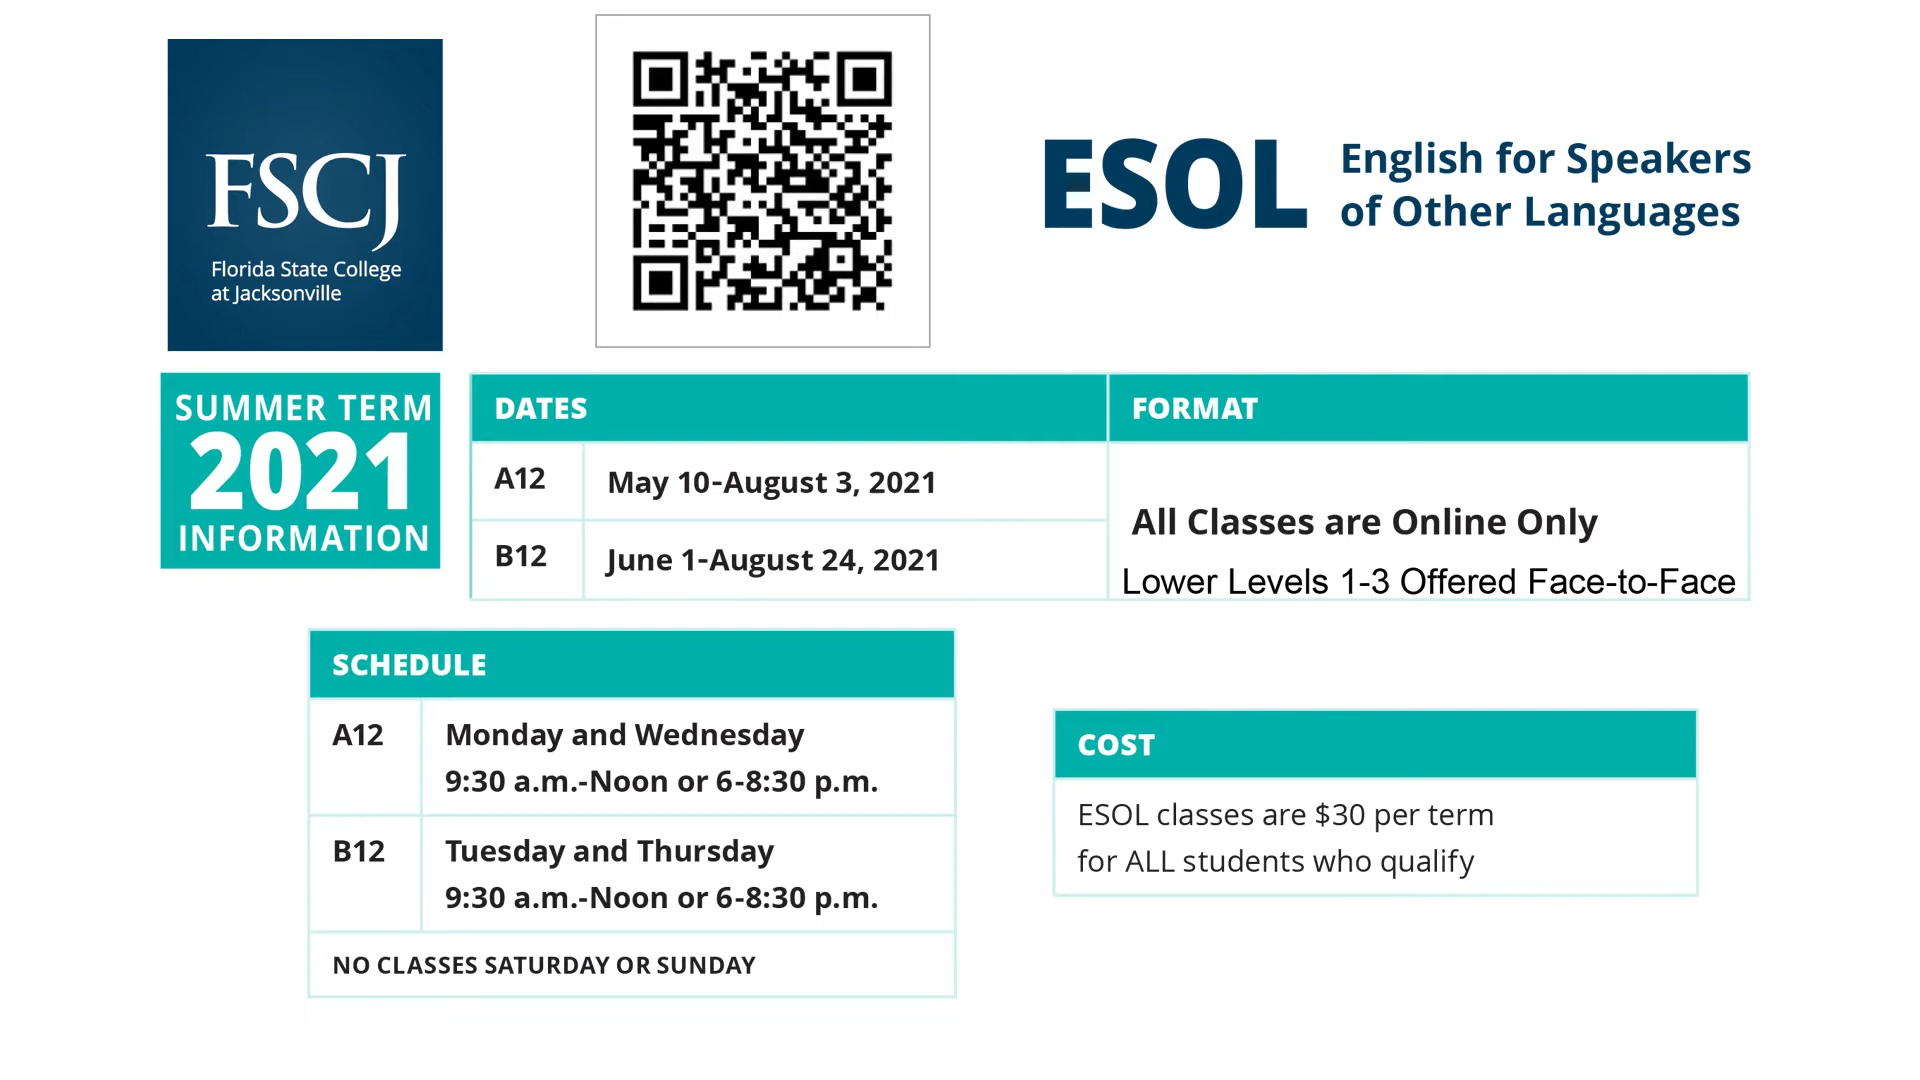 FSCJ
Florida State College
at Jacksonville
ESOL
English for Speakers
of Other Languages
SUMMER TERM
2021
INFORMATION
DATES
A12
May 10-August 3, 2021
B12
June 1-August 24, 2021
FORMAT
All Classes are Online Only
Lower Levels 1-3 Offered Face-to-Face
SCHEDULE
A12
Monday and Wednesday
9:30 a.m.-Noon or 6-8:30 p.m.
B12
Tuesday and Thursday
9:30 a.m.-Noon or 6-8:30 p.m.
NO CLASSES SATURDAY OR SUNDAY
COST
ESOL classes are $30 per term
for ALL students who qualify